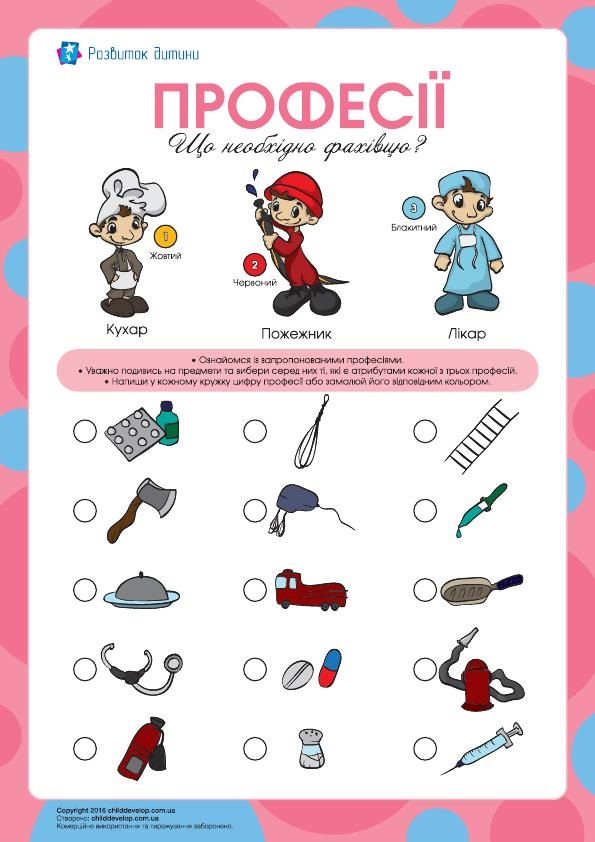 Розвиток дитини
ПРОФЕСІЇ
Що необхідно фахівцю?
1
Жовтий
2
Червоний
3
Блакитний
Кухар
Пожежник
Лікар
• Ознайомся із запропонованими професіями.
• Уважно подивись на предмети та вибери серед них ті, які є атрибутами кожної з трьох професій.
• Напиши у кожному кружку цифру професії або замалюй його відповідним кольором.
Copyright 2016 childdevelop.com.ua
Створено: childdevelop.com.ua
Комерційне використання та тиражування заборонено.